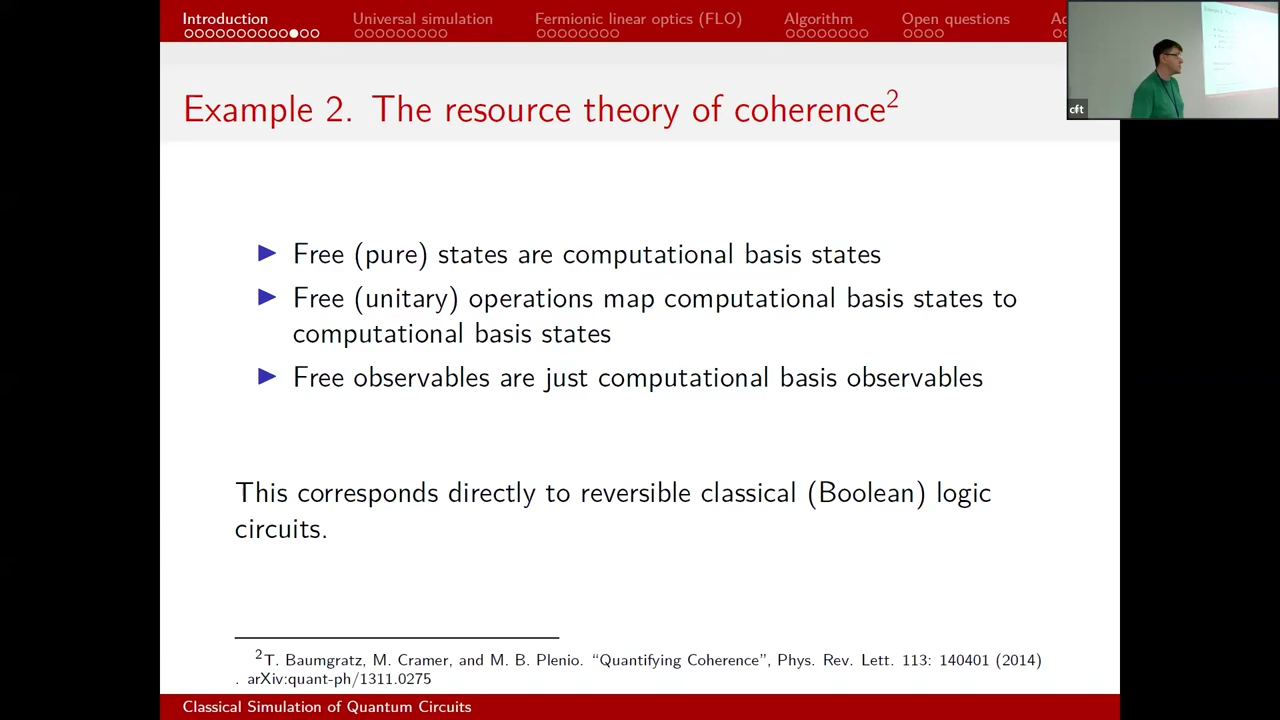 Introduction
Universal simulation
Fermionic linear optics (FLO)
Algorithm
Open questions
Example 2. The resource theory of coherence²
cft
▶ Free (pure) states are computational basis states
▶ Free (unitary) operations map computational basis states to
computational basis states
▶ Free observables are just computational basis observables
This corresponds directly to reversible classical (Boolean) logic
circuits.
²T. Baumgratz, M. Cramer, and M. B. Plenio. “Quantifying Coherence”, Phys. Rev. Lett. 113: 140401 (2014)
. arXiv:quant-ph/1311.0275
Classical Simulation of Quantum Circuits